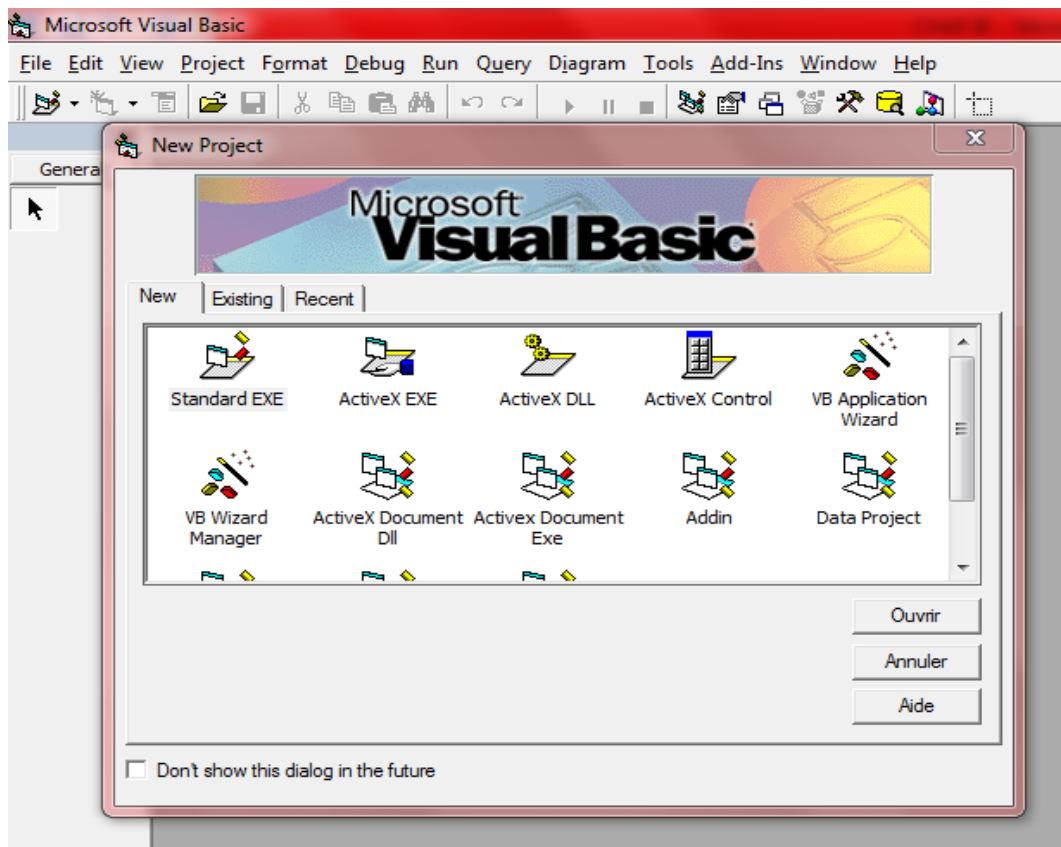 Microsoft Visual Basic
File Edit View Project Format Debug Run Query Diagram Tools Add-Ins Window Help
General
New Project
Microsoft
Visual Basic
New Existing Recent
Standard EXE ActiveX EXE ActiveX DLL ActiveX Control VB Application
Wizard
VB Wizard ActiveX Document Activex Document Addin Data Project
Manager Dll Exe
Ouvrir
Annuler
Aide
Don't show this dialog in the future